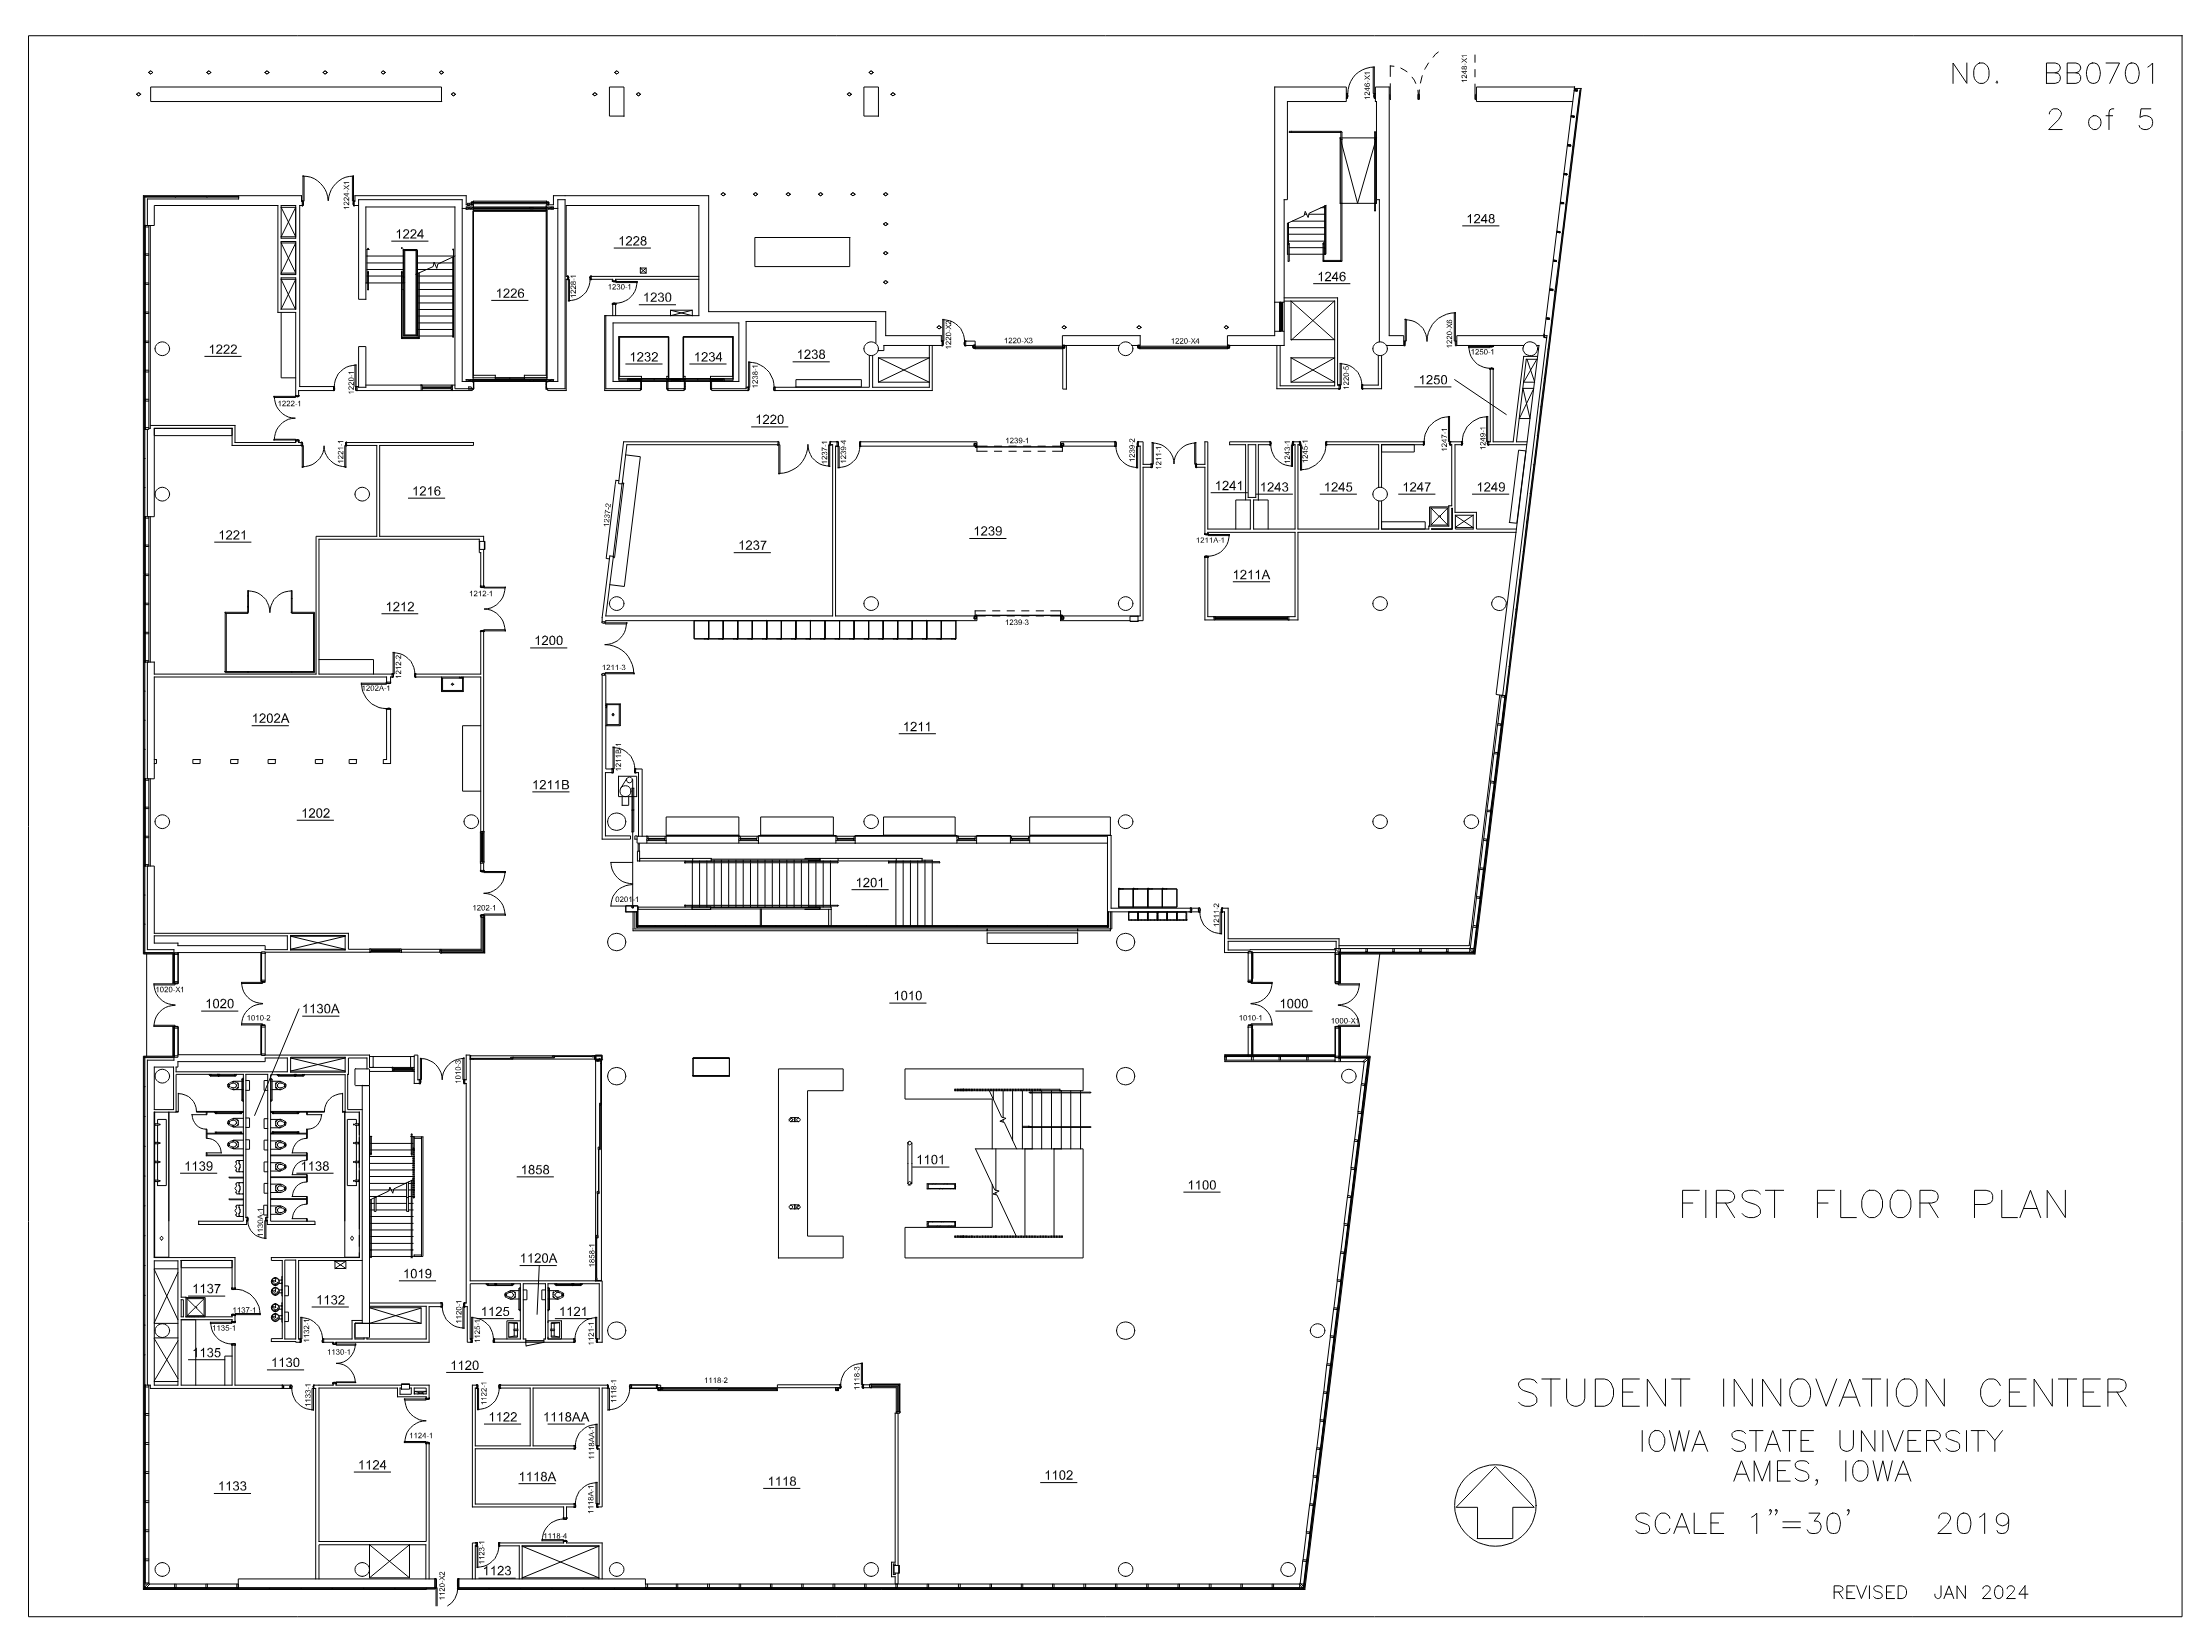 NO. BB0701
2 of 5
1246-X1
1248-X1
1224-X1
1224
1228
1248
1228-1
1230-1
1230
1226
1246
1222
1232
1234
1238
1238-1
1220-X2
1220-X3
1220-X4
1220-X6
1250-1
1250
1220-1
1220-5
1222-1
1220
1221-1
1237-1
1239-4
1239-1
1239-2
1211-1
1243-1
1245-1
1247-1
1249-1
1216
1241
1243
1245
1247
1249
1237-2
1221
1237
1239
1211A-1
1211A
1212-1
1212
1239-3
1200
1211-3
1212-2
1202A-1
1202A
1211
1211B-1
1211B
1202
1201
0201-1
1202-1
1211-2
1020-X1
1020
1010-2
1130A
1010
1010-1
1000
1000-X1
1010-3
1139
1138
1858
1101
1100
FIRST FLOOR PLAN
1130A-1
1858-1
1120A
1019
1137
1137-1
1132
1120-1
1125
1121
1135-1
1132-1
1125-1
1121-1
1135
1130
1130-1
1120
1118-3
1118-2
1133-1
1122-1
1118-1
1122
1118AA
1124-1
1118AA-1
1124
1118A
1118
1102
1133
1118A-1
1118-4
1123-1
1123
1120-X2
STUDENT INNOVATION CENTER
IOWA STATE UNIVERSITY
AMES, IOWA
SCALE 1"=30' 2019
REVISED JAN 2024